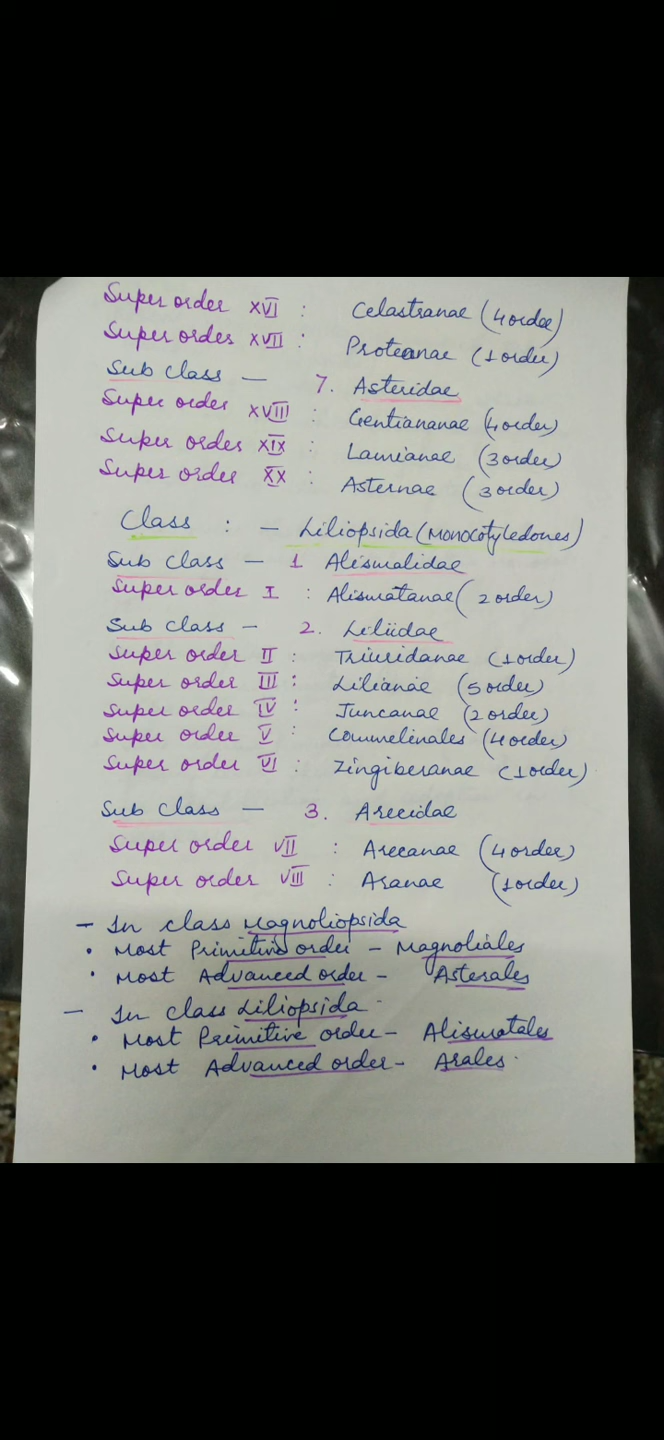 Super order XVI : Celastranae (4 order)
Super order XVII : Proteanae (1 order)
Sub class — 7. Asteridae
Super order XVIII : Gentiananae (4 order)
Super order XIX : Lamianae (3 order)
Super order XX : Asternae (3 order)
Class : — Liliopsida (Monocotyledones)
Sub class — 1 Alismalidae
Super order I : Alismatanae (2 order)
Sub class — 2. Liliidae
Super order II : Triuridanae (1 order)
Super order III : Lilianae (5 order)
Super order IV : Juncanae (2 order)
Super order V : Commelinales (4 order)
Super order VI : Zingiberanae (1 order)
Sub class — 3. Arecidae
Super order VII : Arecanae (4 order)
Super order VIII : Aranae (1 order)
— In class Magnoliopsida
• Most Primitive order — Magnoliales
• Most Advanced order — Asterales
— In class Liliopsida
• Most Primitive order — Alismatales
• Most Advanced order — Arales.